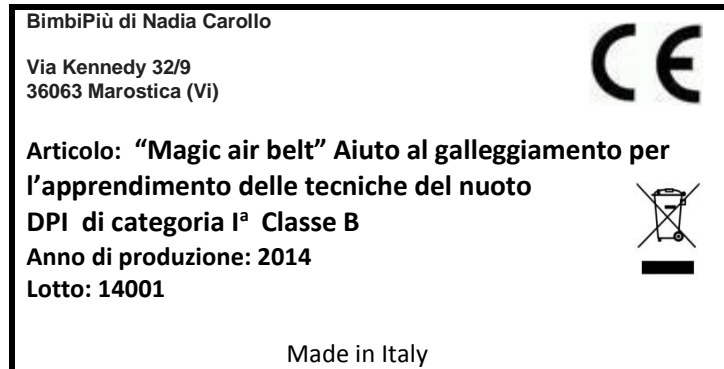 BimbiPiù di Nadia Carollo
Via Kennedy 32/9
36063 Marostica (Vi)
CE
Articolo: “Magic air belt” Aiuto al galleggiamento per
l’apprendimento delle tecniche del nuoto
DPI di categoria Iª Classe B
Anno di produzione: 2014
Lotto: 14001
Made in Italy